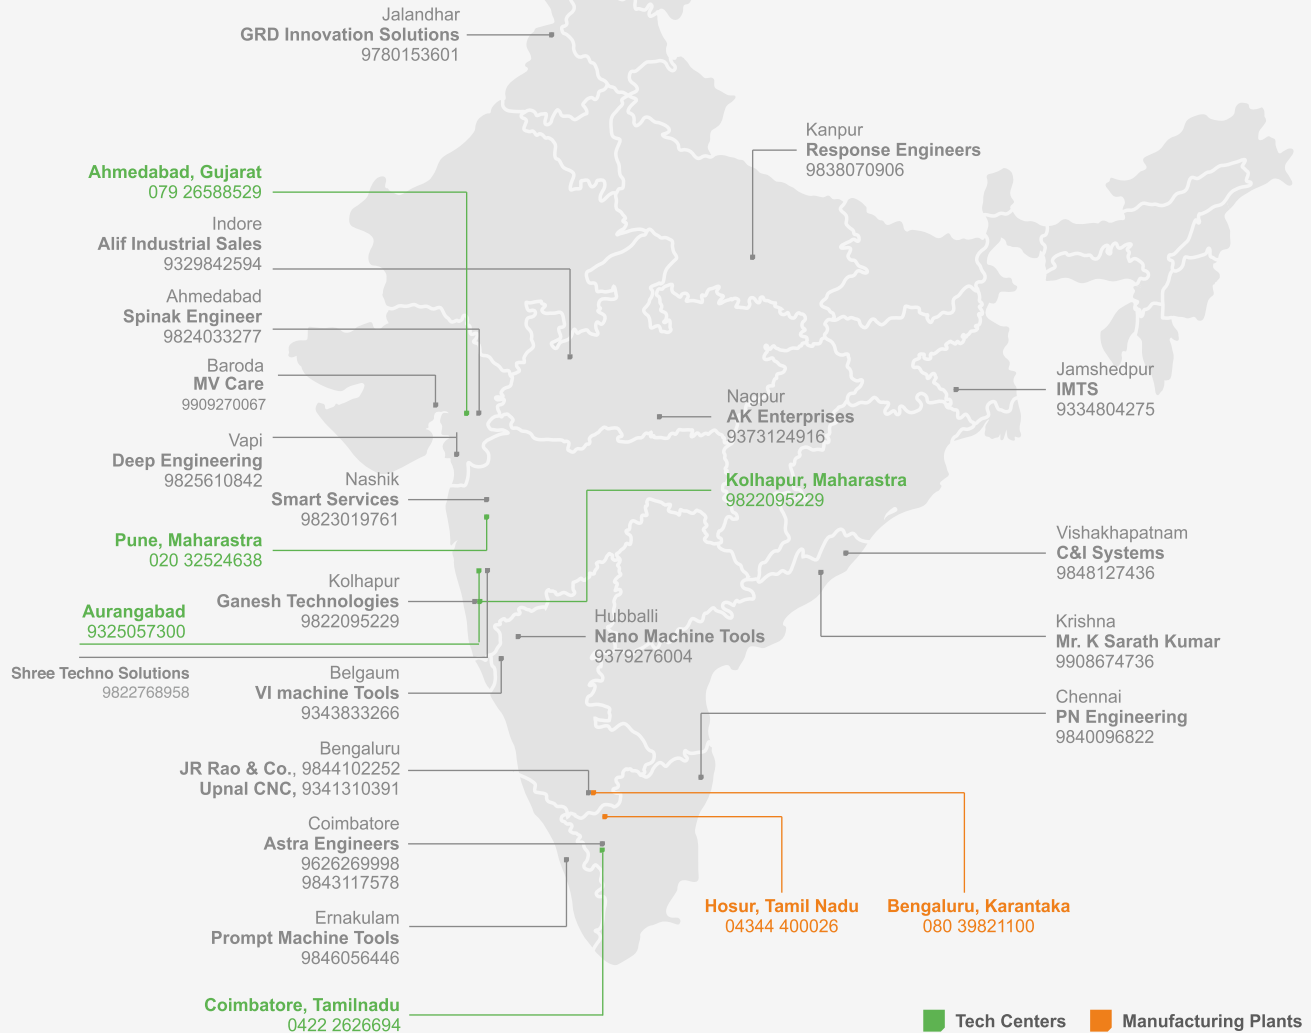 Jalandhar
GRD Innovation Solutions
9780153601
Kanpur
Response Engineers
9838070906
Ahmedabad, Gujarat
079 26588529
Indore
Alif Industrial Sales
9329842594
Ahmedabad
Spinak Engineer
9824033277
Baroda
MV Care
9909270067
Jamshedpur
IMTS
9334804275
Nagpur
AK Enterprises
9373124916
Vapi
Deep Engineering
9825610842
Nashik
Smart Services
9823019761
Kolhapur, Maharastra
9822095229
Pune, Maharastra
020 32524638
Vishakhapatnam
C&I Systems
9848127436
Kolhapur
Ganesh Technologies
9822095229
Aurangabad
9325057300
Hubballi
Nano Machine Tools
9379276004
Krishna
Mr. K Sarath Kumar
9908674736
Shree Techno Solutions
9822768958
Belgaum
VI machine Tools
9343833266
Chennai
PN Engineering
9840096822
Bengaluru
JR Rao & Co., 9844102252
Upnal CNC, 9341310391
Coimbatore
Astra Engineers
9626269998
9843117578
Hosur, Tamil Nadu
04344 400026
Bengaluru, Karantaka
080 39821100
Ernakulam
Prompt Machine Tools
9846056446
Coimbatore, Tamilnadu
0422 2626694
Tech Centers
Manufacturing Plants